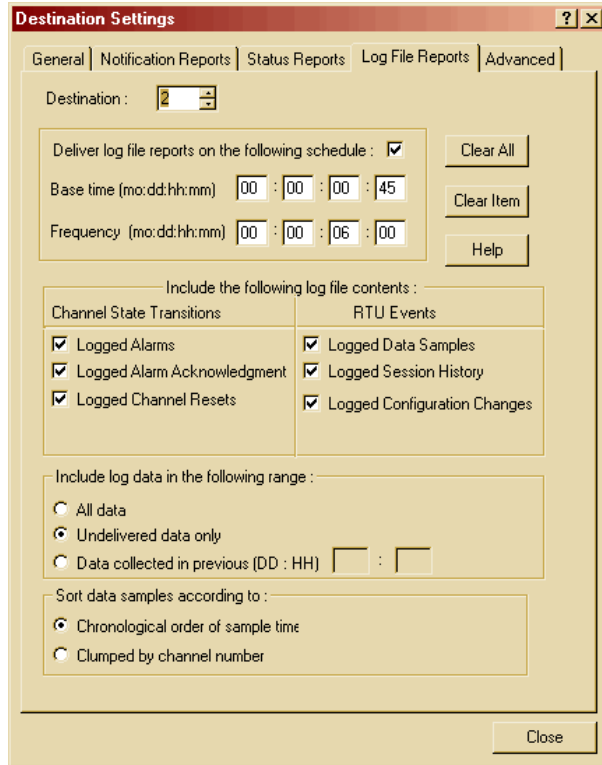 Destination Settings
General Notification Reports Status Reports Log File Reports Advanced
Destination : 2
Deliver log file reports on the following schedule :
Clear All
Base time (mo:dd:hh:mm) 00 : 00 : 00 : 45
Clear Item
Frequency (mo:dd:hh:mm) 00 : 00 : 06 : 00
Help
Include the following log file contents :
Channel State Transitions RTU Events
Logged Alarms Logged Data Samples
Logged Alarm Acknowledgment Logged Session History
Logged Channel Resets Logged Configuration Changes
Include log data in the following range :
All data
Undelivered data only
Data collected in previous (DD : HH) :
Sort data samples according to :
Chronological order of sample time
Clumped by channel number
Close